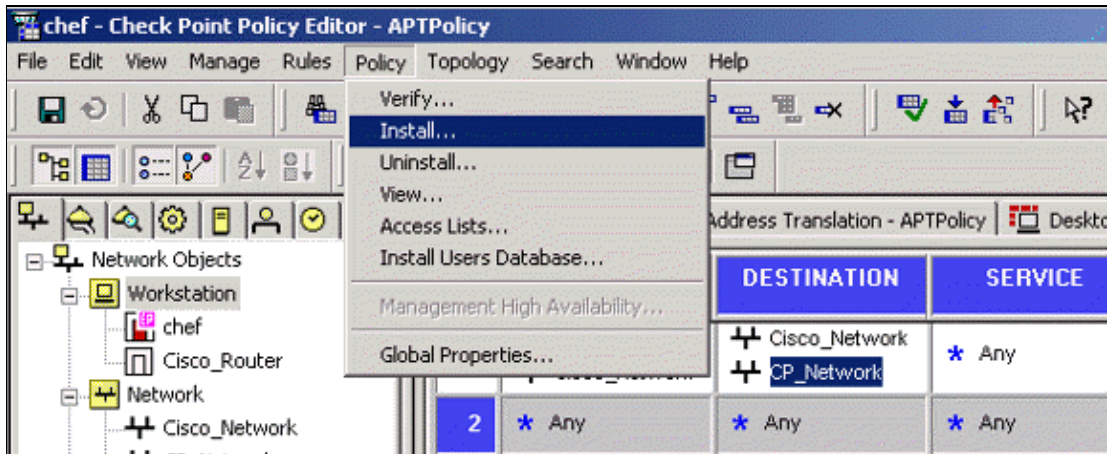 chef - Check Point Policy Editor - APTPolicy
File Edit View Manage Rules Policy Topology Search Window Help
Verify...
Install...
Uninstall...
View...
Access Lists...
Install Users Database...
Management High Availability...
Global Properties...
Address Translation - APTPolicy
Network Objects
Workstation
chef
Cisco_Router
Network
Cisco_Network
DESTINATION SERVICE
Cisco_Network
CP_Network
* Any
2 * Any * Any * Any